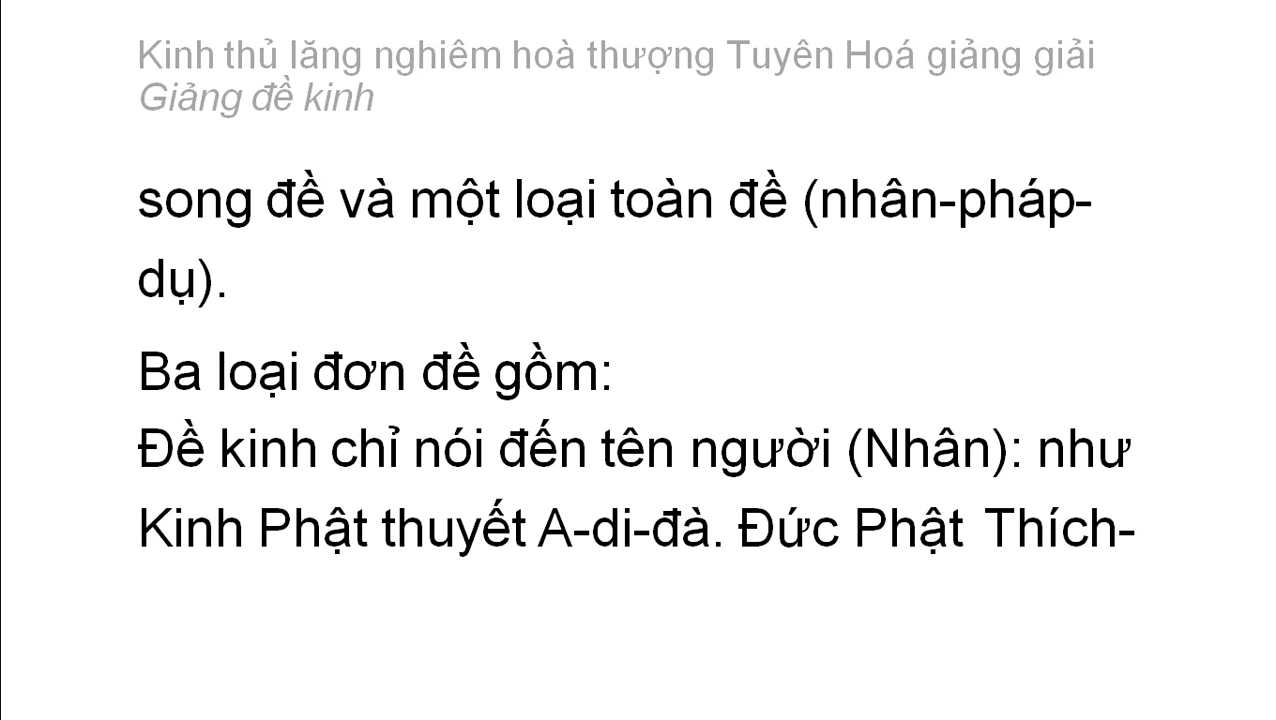 Kinh thủ lăng nghiêm hoà thượng Tuyên Hoá giảng giải
Giảng đề kinh
song đề và một loại toàn đề (nhân-pháp-
dụ).
Ba loại đơn đề gồm:
Đề kinh chỉ nói đến tên người (Nhân): như
Kinh Phật thuyết A-di-đà. Đức Phật Thích-